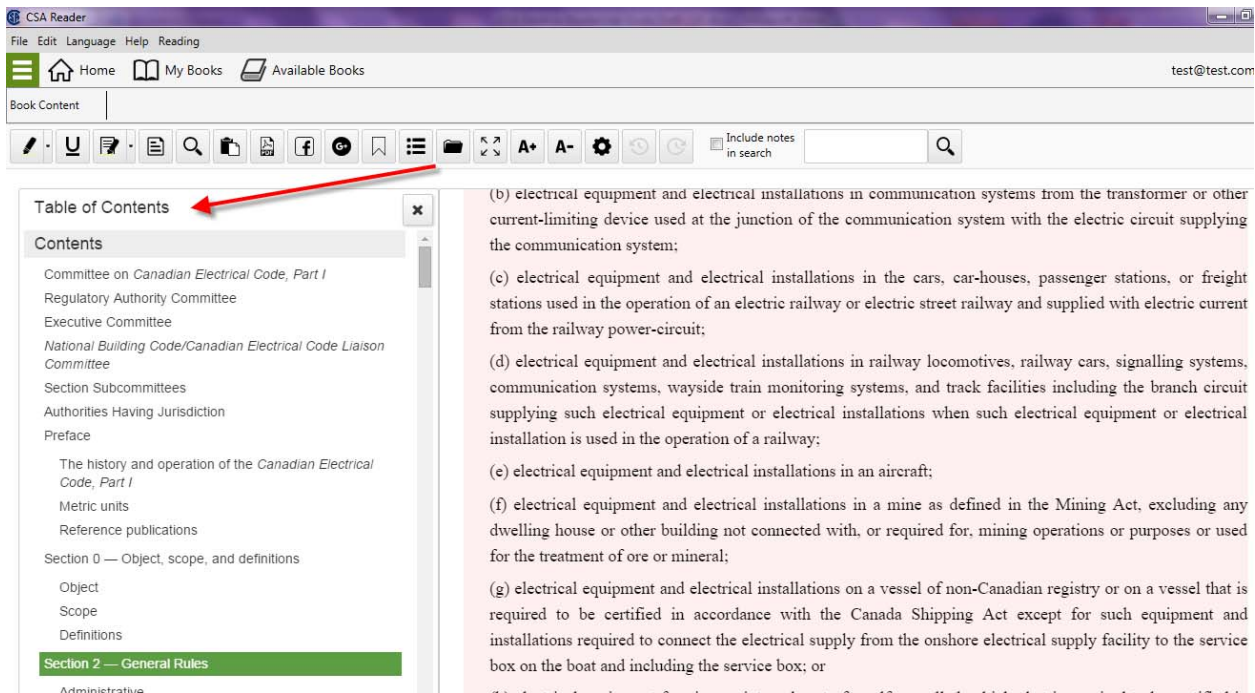 CSA Reader
File Edit Language Help Reading
Home My Books Available Books
test@test.com
Book Content
A+ A- Include notes
in search
Table of Contents
Contents
Committee on Canadian Electrical Code, Part I
Regulatory Authority Committee
Executive Committee
National Building Code/Canadian Electrical Code Liaison
Committee
Section Subcommittees
Authorities Having Jurisdiction
Preface
The history and operation of the Canadian Electrical
Code, Part I
Metric units
Reference publications
Section 0 — Object, scope, and definitions
Object
Scope
Definitions
Section 2 — General Rules
Administrative
(b) electrical equipment and electrical installations in communication systems from the transformer or other
current-limiting device used at the junction of the communication system with the electric circuit supplying
the communication system;
(c) electrical equipment and electrical installations in the cars, car-houses, passenger stations, or freight
stations used in the operation of an electric railway or electric street railway and supplied with electric current
from the railway power-circuit;
(d) electrical equipment and electrical installations in railway locomotives, railway cars, signalling systems,
communication systems, wayside train monitoring systems, and track facilities including the branch circuit
supplying such electrical equipment or electrical installations when such electrical equipment or electrical
installation is used in the operation of a railway;
(e) electrical equipment and electrical installations in an aircraft;
(f) electrical equipment and electrical installations in a mine as defined in the Mining Act, excluding any
dwelling house or other building not connected with, or required for, mining operations or purposes or used
for the treatment of ore or mineral;
(g) electrical equipment and electrical installations on a vessel of non-Canadian registry or on a vessel that is
required to be certified in accordance with the Canada Shipping Act except for such equipment and
installations required to connect the electrical supply from the onshore electrical supply facility to the service
box on the boat and including the service box; or